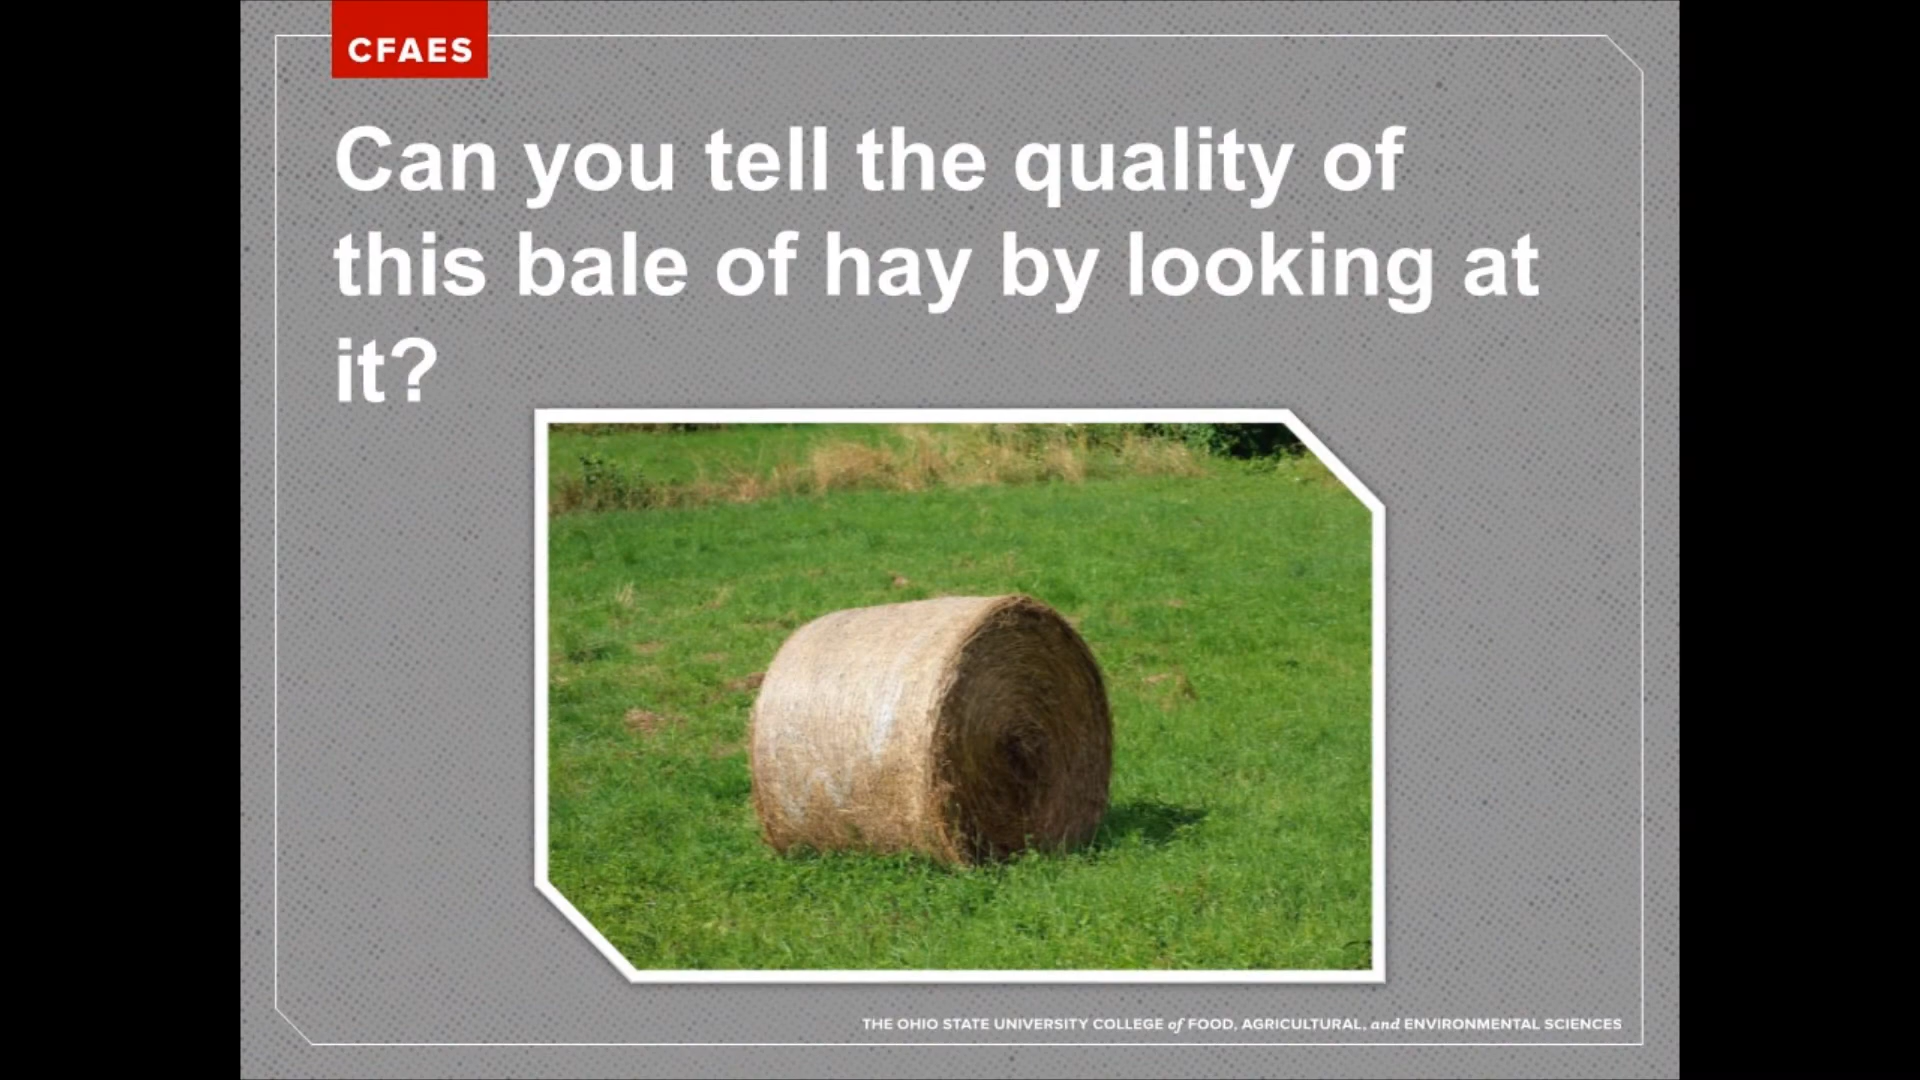 CFAES
Can you tell the quality of
this bale of hay by looking at
it?
THE OHIO STATE UNIVERSITY COLLEGE of FOOD, AGRICULTURAL, and ENVIRONMENTAL SCIENCES